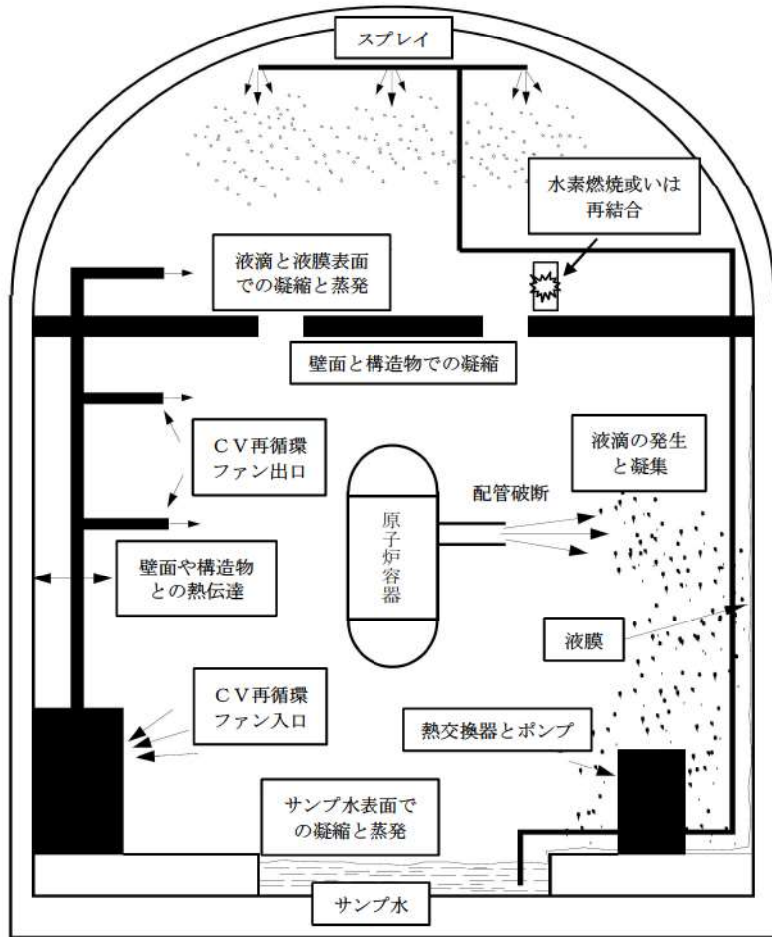 スプレイ
水素燃焼或いは
再結合
液滴と液膜表面
での凝縮と蒸発
壁面と構造物での凝縮
CV再循環
ファン出口
液滴の発生
と凝集
配管破断
原子炉容器
壁面や構造物
との熱伝達
液膜
CV再循環
ファン入口
熱交換器とポンプ
サンプ水表面で
の凝縮と蒸発
サンプ水